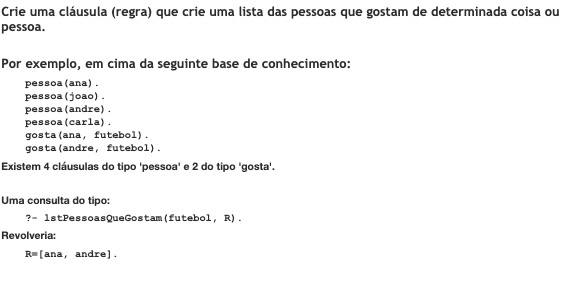 Crie uma cláusula (regra) que crie uma lista das pessoas que gostam de determinada coisa ou
pessoa.
Por exemplo, em cima da seguinte base de conhecimento:
pessoa(ana).
pessoa(joao).
pessoa(andre).
pessoa(carla).
gosta(ana, futebol).
gosta(andre, futebol).
Existem 4 cláusulas do tipo 'pessoa' e 2 do tipo 'gosta'.
Uma consulta do tipo:
?- lstPessoasQueGostam(futebol, R).
Revolveria:
R=[ana, andre].